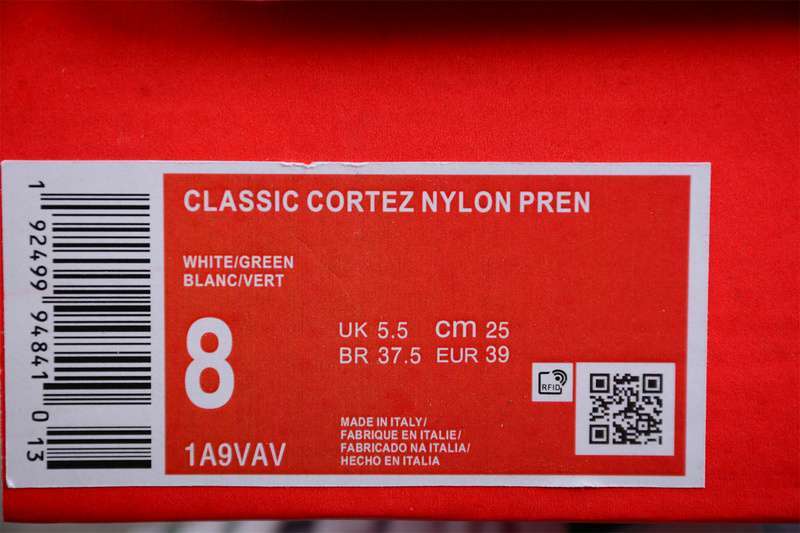 1 92499 94841 0 13
CLASSIC CORTEZ NYLON PREN
WHITE/GREEN
BLANC/VERT
8
UK 5.5 cm 25
BR 37.5 EUR 39
1A9VAV
MADE IN ITALY/
FABRIQUE EN ITALIE/
FABRICADO NA ITALIA/
HECHO EN ITALIA
RFID